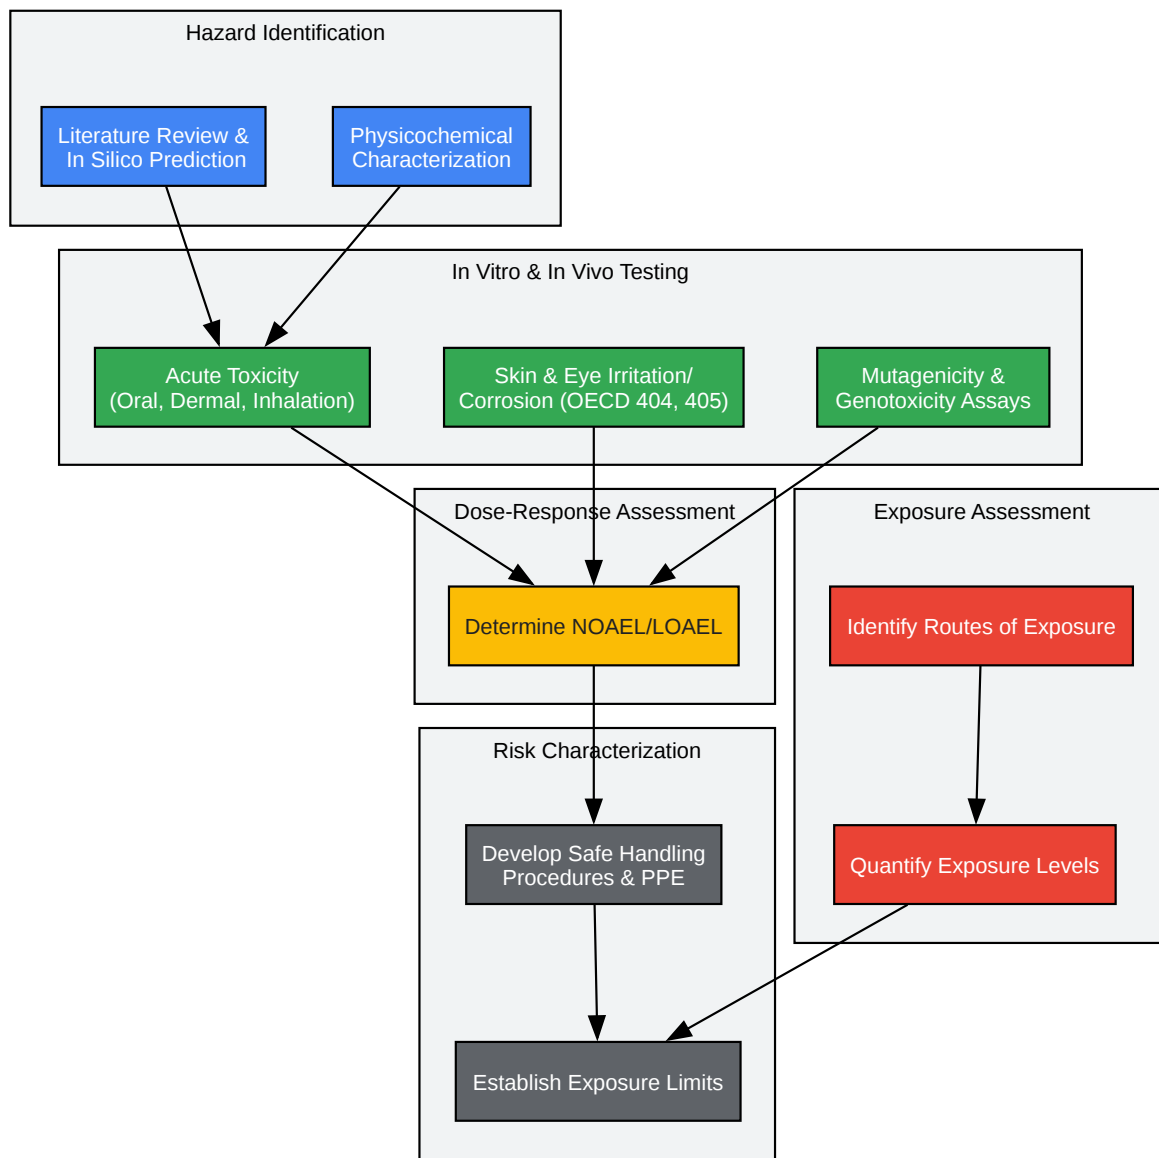 Hazard Identification
Literature Review &
In Silico Prediction
Physicochemical
Characterization
In Vitro & In Vivo Testing
Acute Toxicity
(Oral, Dermal, Inhalation)
Skin & Eye Irritation/
Corrosion (OECD 404, 405)
Mutagenicity &
Genotoxicity Assays
Dose-Response Assessment
Determine NOAEL/LOAEL
Exposure Assessment
Identify Routes of Exposure
Quantify Exposure Levels
Risk Characterization
Develop Safe Handling
Procedures & PPE
Establish Exposure Limits